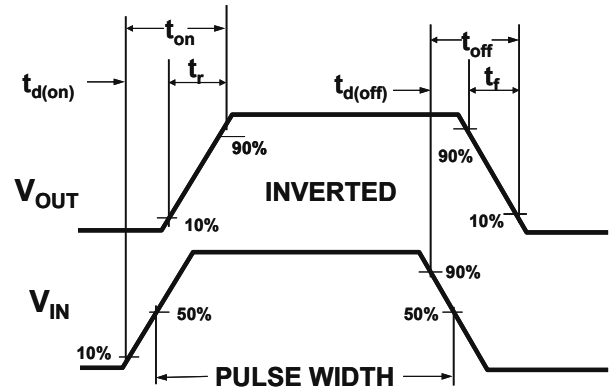 t_on
t_off
t_d(on)
t_r
t_d(off)
t_f
90%
90%
V_OUT
INVERTED
10%
10%
90%
V_IN
50%
50%
10%
PULSE WIDTH